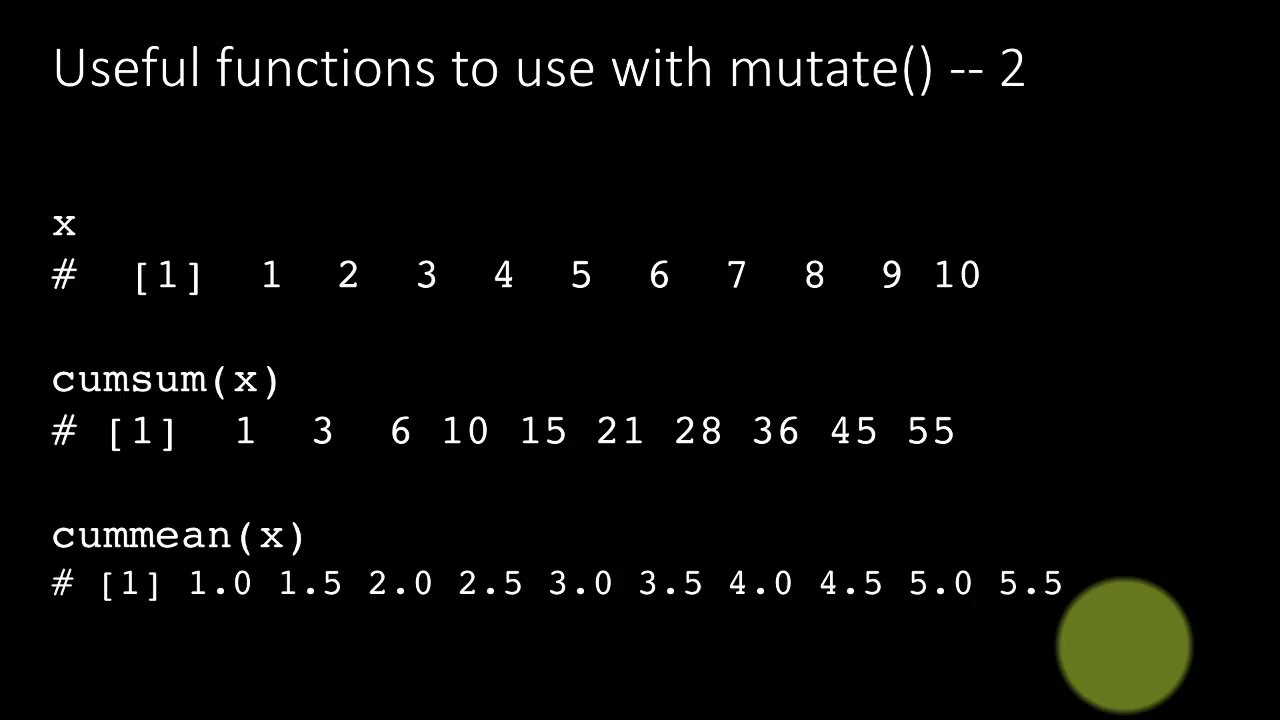 Useful functions to use with mutate() -- 2
x
# [1] 1 2 3 4 5 6 7 8 9 10
cumsum(x)
# [1] 1 3 6 10 15 21 28 36 45 55
cummean(x)
# [1] 1.0 1.5 2.0 2.5 3.0 3.5 4.0 4.5 5.0 5.5